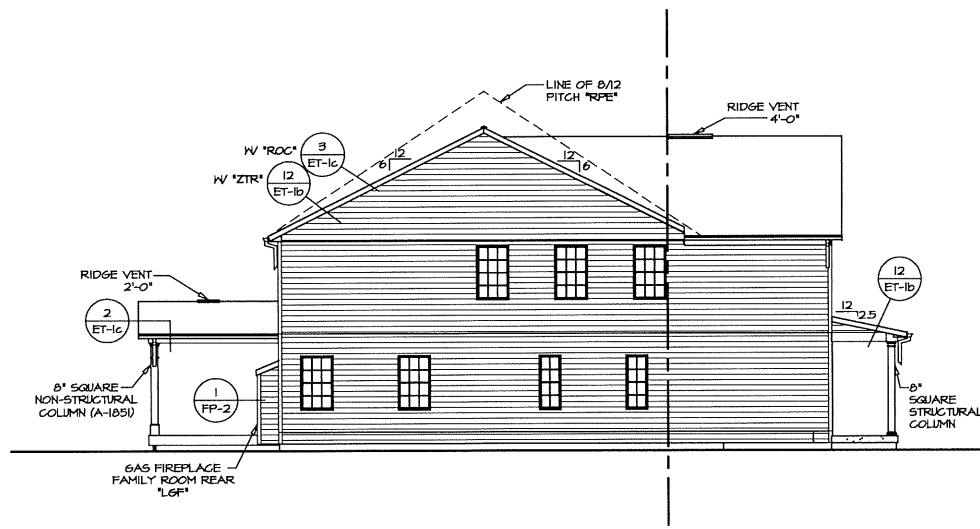 LINE OF 8/12
PITCH "RPE"
RIDGE VENT
4'-0"
W/ "ROC"
3
ET-1c
12
6
12
6
W/ "ZTR"
12
ET-1b
RIDGE VENT
2'-0"
12
ET-1b
2
ET-1c
12
2.5
8" SQUARE
NON-STRUCTURAL
COLUMN (A-1851)
1
FP-2
8"
SQUARE
STRUCTURAL
COLUMN
GAS FIREPLACE
FAMILY ROOM REAR
"LGF"